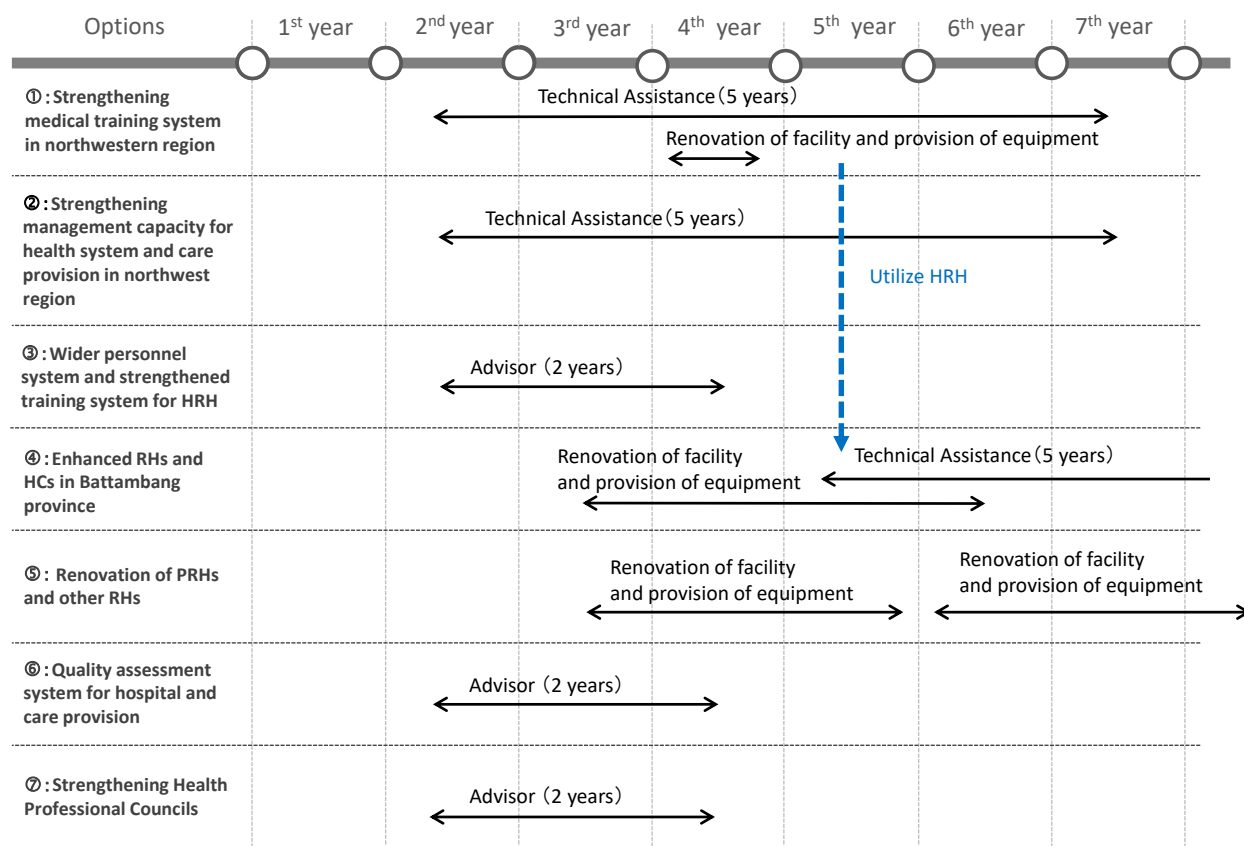 Options
1st year
2nd year
3rd year
4th year
5th year
6th year
7th year
①:Strengthening
medical training system
in northwestern region
Technical Assistance(5 years)
Renovation of facility and provision of equipment
②:Strengthening
management capacity for
health system and care
provision in northwest
region
Technical Assistance(5 years)
Utilize HRH
③:Wider personnel
system and strengthened
training system for HRH
Advisor (2 years)
④:Enhanced RHs and
HCs in Battambang
province
Renovation of facility
and provision of equipment
Technical Assistance(5 years)
⑤: Renovation of PRHs
and other RHs
Renovation of facility
and provision of equipment
Renovation of facility
and provision of equipment
⑥:Quality assessment
system for hospital and
care provision
Advisor (2 years)
⑦:Strengthening Health
Professional Councils
Advisor (2 years)